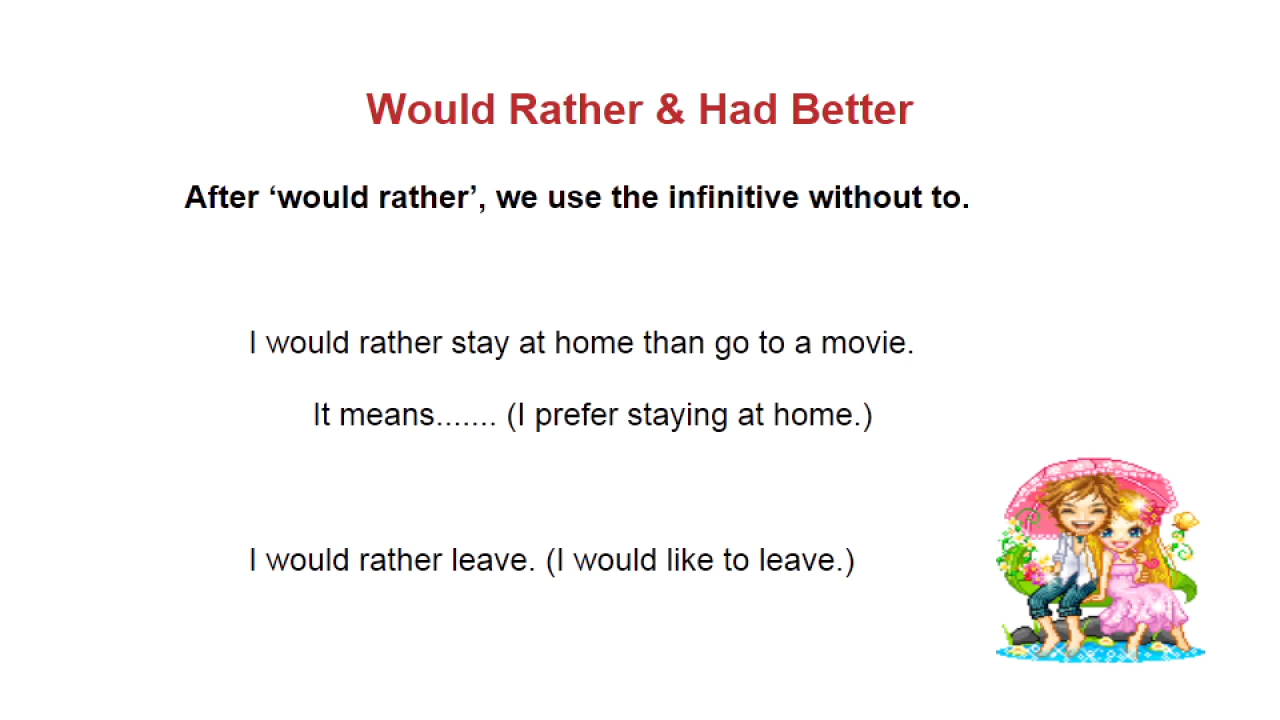 Would Rather & Had Better
After ‘would rather’, we use the infinitive without to.
I would rather stay at home than go to a movie.
It means....... (I prefer staying at home.)
I would rather leave. (I would like to leave.)